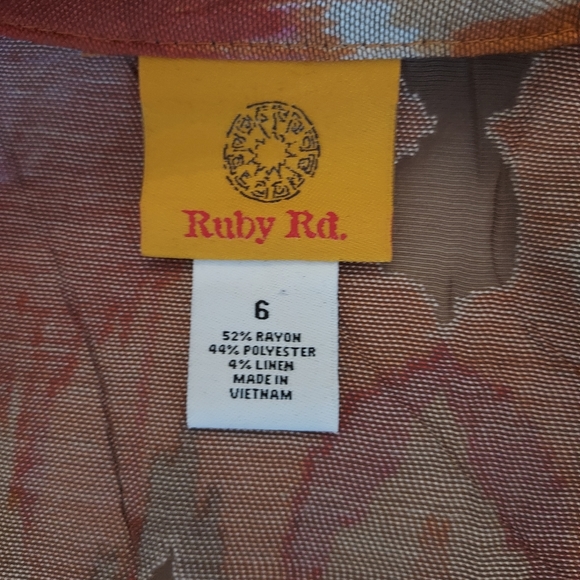 Ruby Rd.
6
52% RAYON
44% POLYESTER
4% LINEN
MADE IN
VIETNAM